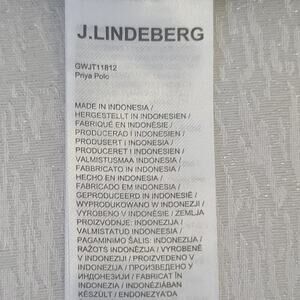 J.LINDEBERG
GWJT11812
Priya Polo
MADE IN INDONESIA /
HERGESTELLT IN INDONESIEN /
FABRIQUÉ EN INDONÉSIE /
PRODUCERAD I INDONESIEN /
PRODUSERT I INDONESIA /
PRODUCERET I INDONESIEN /
VALMISTUSMAA INDONESIA /
FABBRICATO IN INDONESIA /
HECHO EN INDONESIA /
FABRICADO EM INDONESIA /
GEPRODUCEERD IN INDONESIË /
WYPRODUKOWANO W INDONEZJI /
VYROBENO V INDONÉSIE / ZEMLJA
PROIZVODNJE: INDONEZIJA /
VALMISTATUD INDONEESIA /
PAGAMINIMO ŠALIS: INDONEZIJA /
RAŽOTS INDONĒZIJA / VYROBENÉ
V INDONÉZII / PROIZVEDENO V
INDONEZIJI / ПРОИЗВЕДЕНО У
ИНДОНЕЗИЈИ / FABRICAT ÎN
INDONEZIA / INDONÉZIÁBAN
KÉSZÜLT / ENDONEZYA'DA